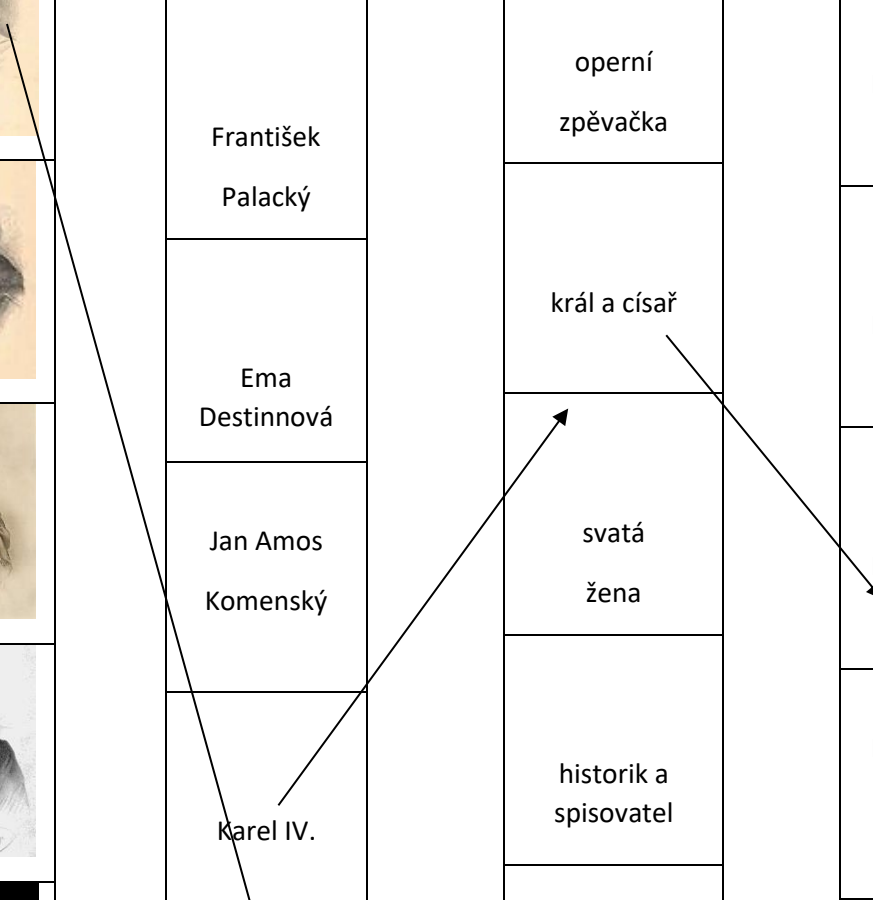 František
Palacký
Ema
Destinnová
Jan Amos
Komenský
Karel IV.
operní
zpěvačka
král a císař
svatá
žena
historik a
spisovatel